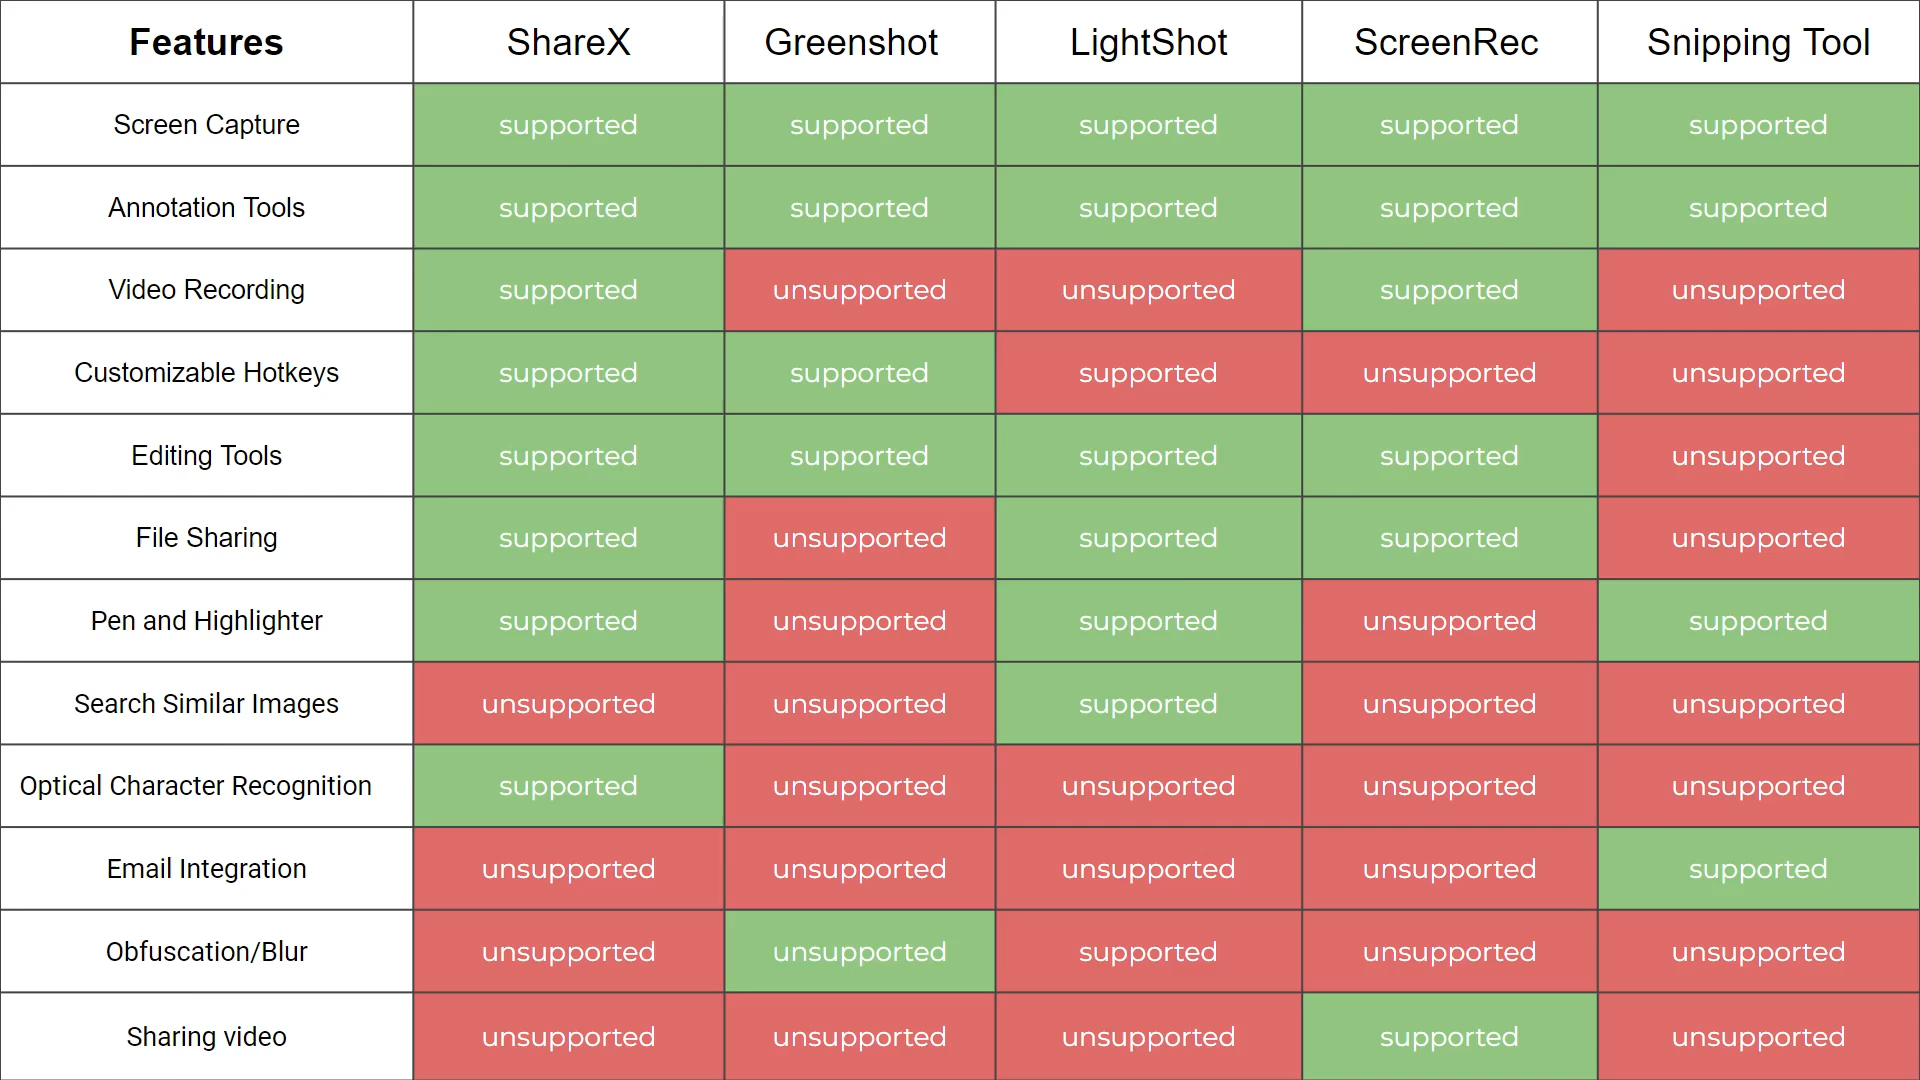 Features ShareX Greenshot LightShot ScreenRec Snipping Tool
Screen Capture supported supported supported supported supported
Annotation Tools supported supported supported supported supported
Video Recording supported unsupported unsupported supported unsupported
Customizable Hotkeys supported supported supported unsupported unsupported
Editing Tools supported supported supported supported unsupported
File Sharing supported unsupported supported supported unsupported
Pen and Highlighter supported unsupported supported unsupported supported
Search Similar Images unsupported unsupported supported unsupported unsupported
Optical Character Recognition supported unsupported unsupported unsupported unsupported
Email Integration unsupported unsupported unsupported unsupported supported
Obfuscation/Blur unsupported unsupported supported unsupported unsupported
Sharing video unsupported unsupported unsupported supported unsupported